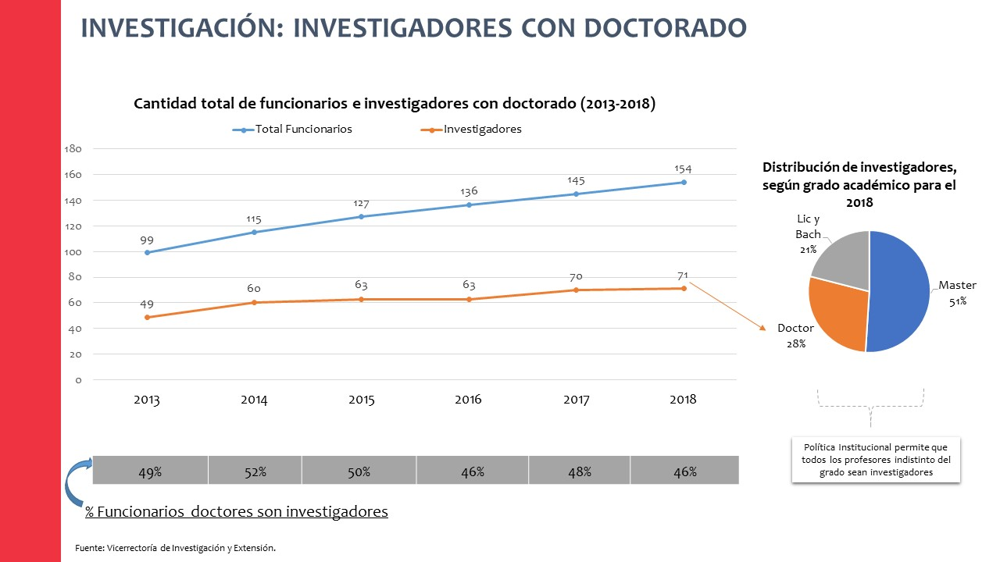 INVESTIGACIÓN: INVESTIGADORES CON DOCTORADO
Cantidad total de funcionarios e investigadores con doctorado (2013-2018)
Total Funcionarios
Investigadores
180
160
140
120
100
80
60
40
20
0
99
115
127
136
145
154
49
60
63
63
70
71
2013
2014
2015
2016
2017
2018
49%
52%
50%
46%
48%
46%
% Funcionarios doctores son investigadores
Fuente: Vicerrectoría de Investigación y Extensión.
Distribución de investigadores,
según grado académico para el
2018
Lic y
Bach
21%
Master
51%
Doctor
28%
Política Institucional permite que
todos los profesores indistinto del
grado sean investigadores